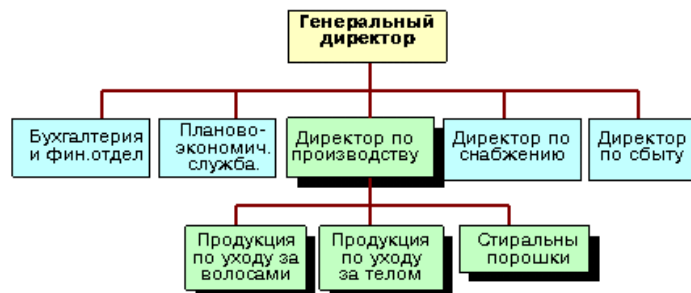 Генеральный
директор
Бухгалтерия
и фин.отдел
Планово-
экономич.
служба.
Директор по
производству
Директор по
снабжению
Директор
по сбыту
Продукция
по уходу за
волосами
Продукция
по уходу
за телом
Стиральны
порошки